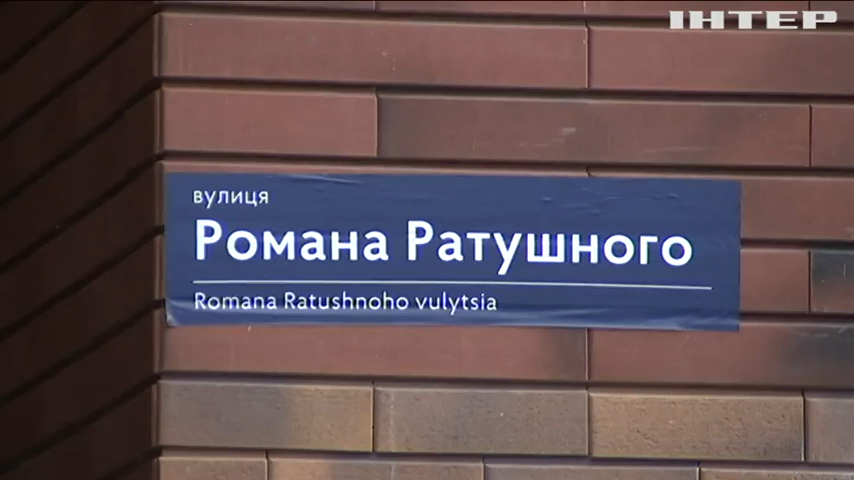 ІНТЕР
вулиця
Романа Ратушного
Romana Ratushnoho vulytsia